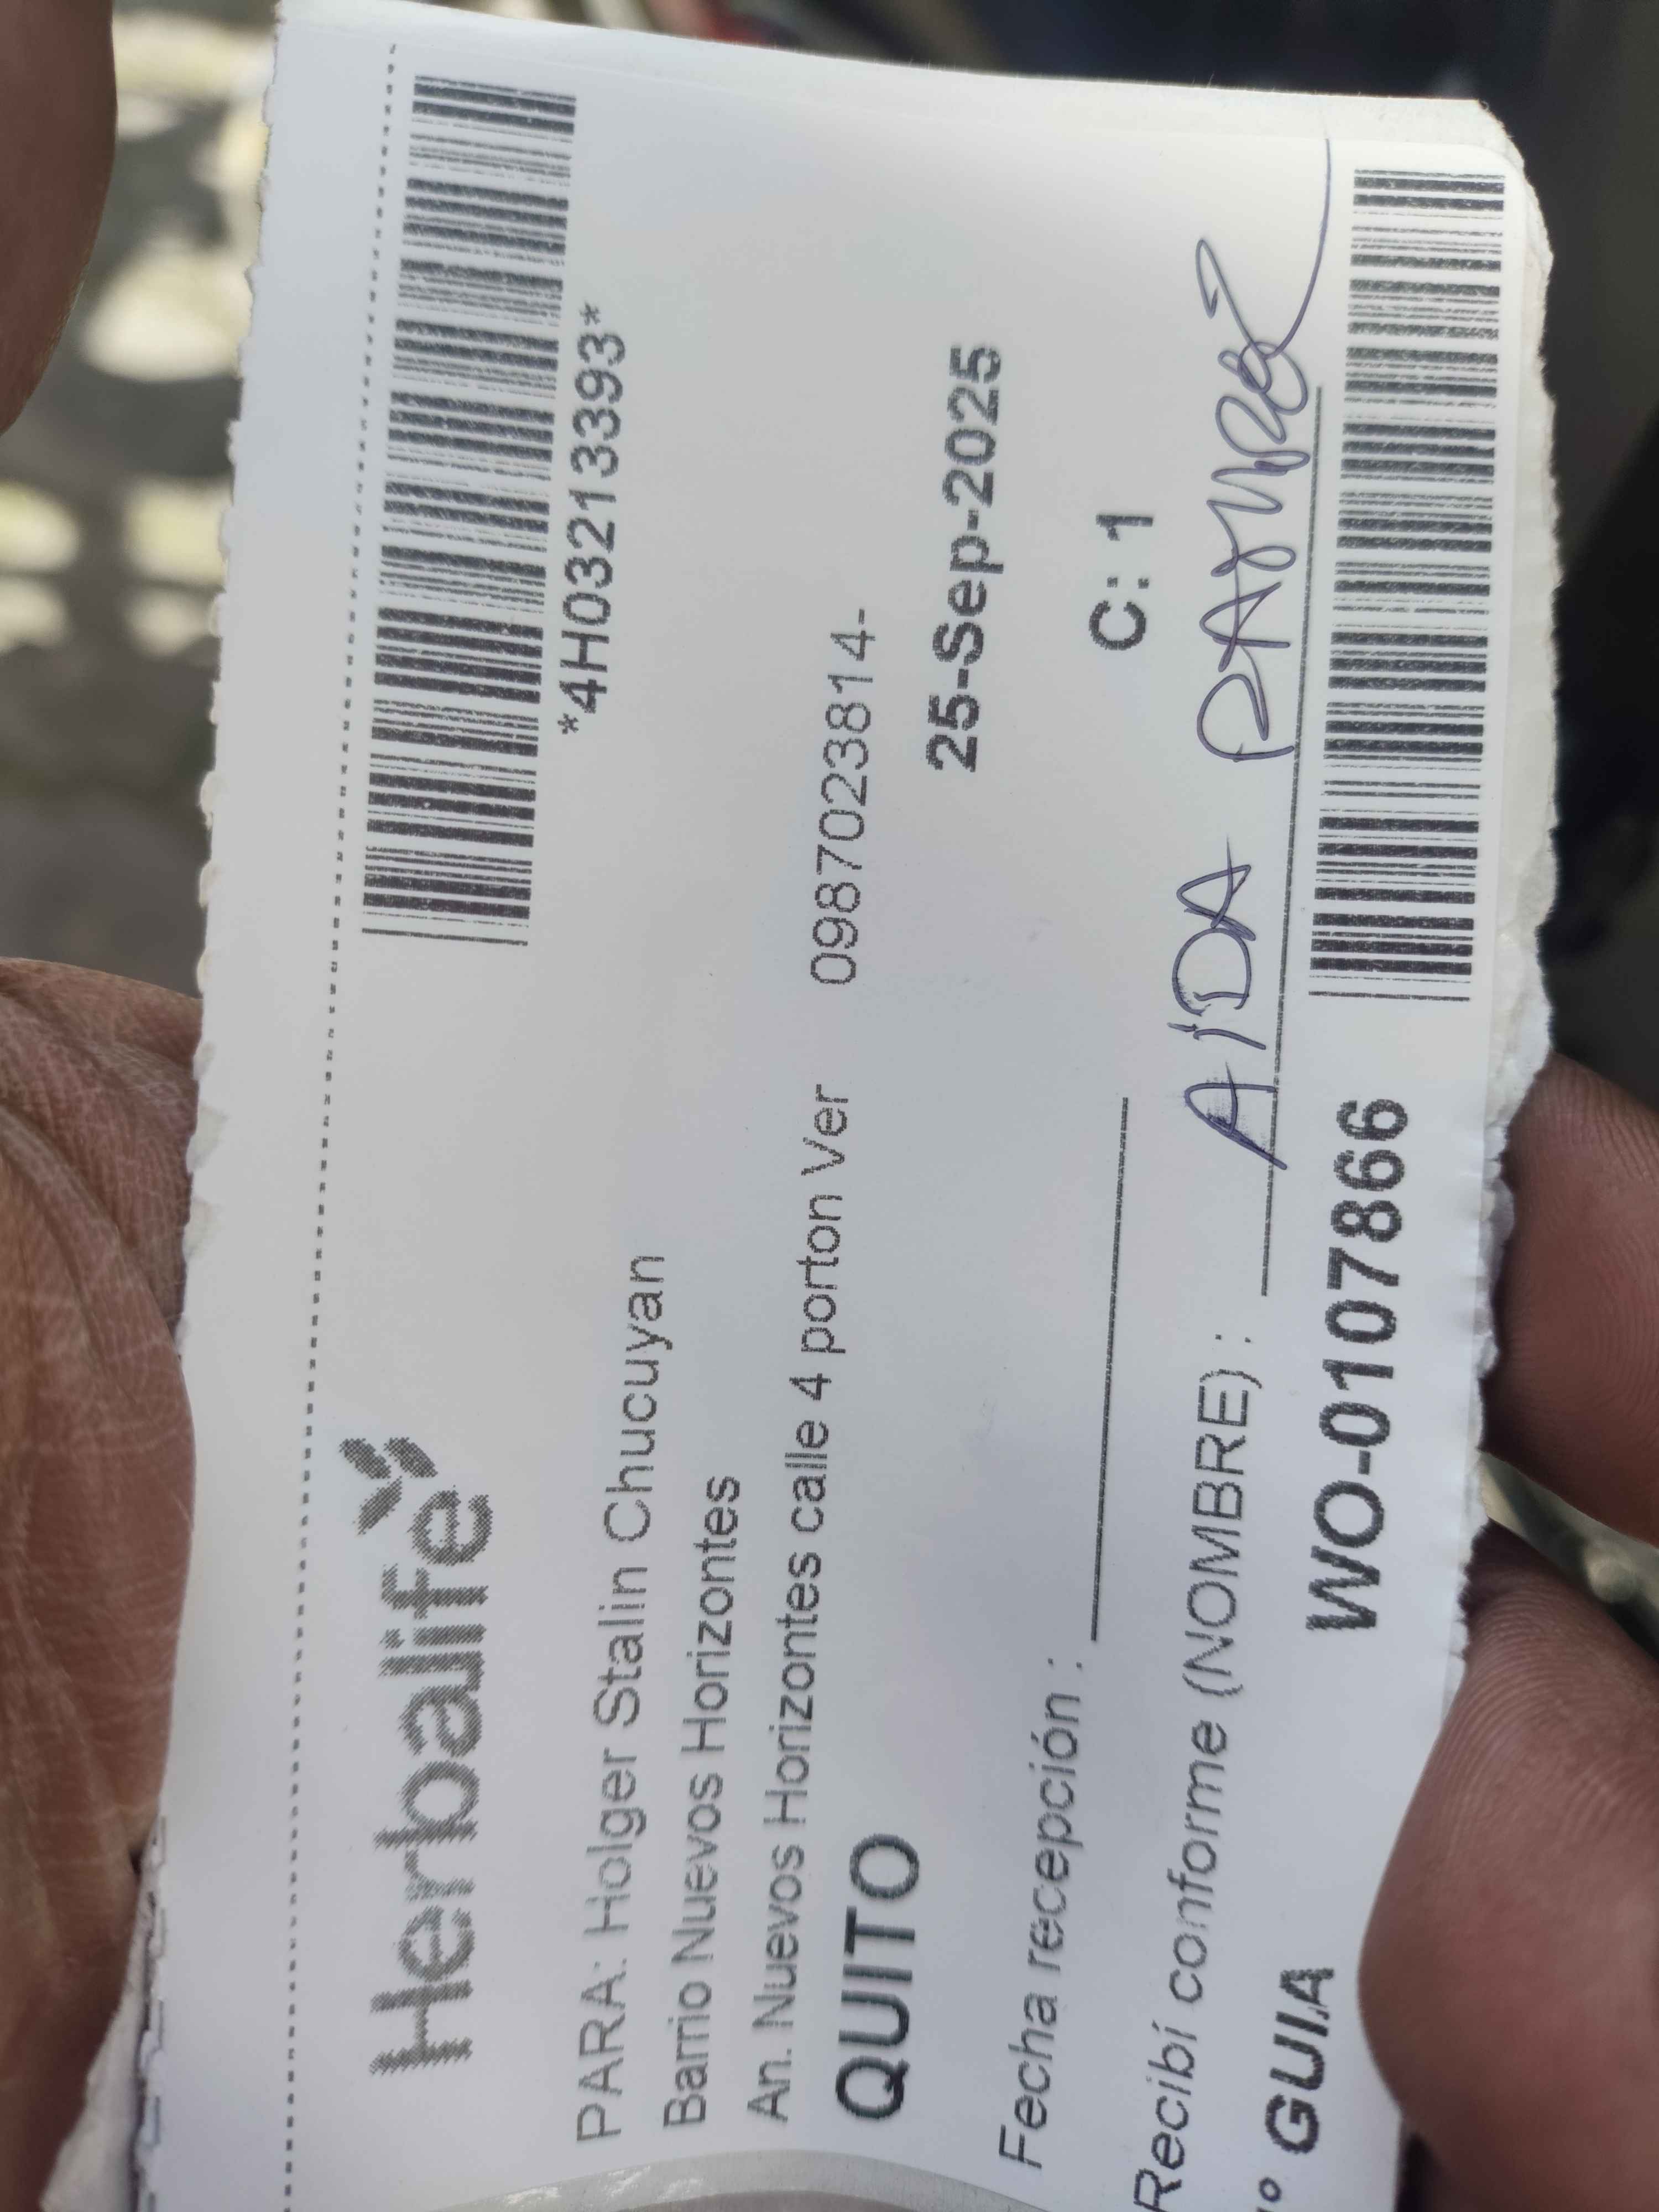 Herbalife
*4H03213393*
PARA: Holger Stalin Chucuyan
Barrio Nuevos Horizontes
An. Nuevos Horizontes calle 4 porton Ver 0987023814-
QUITO
25-Sep-2025
Fecha recepción :
C: 1
Recibí conforme (NOMBRE) : AIDA
° GUIA WO-0107866